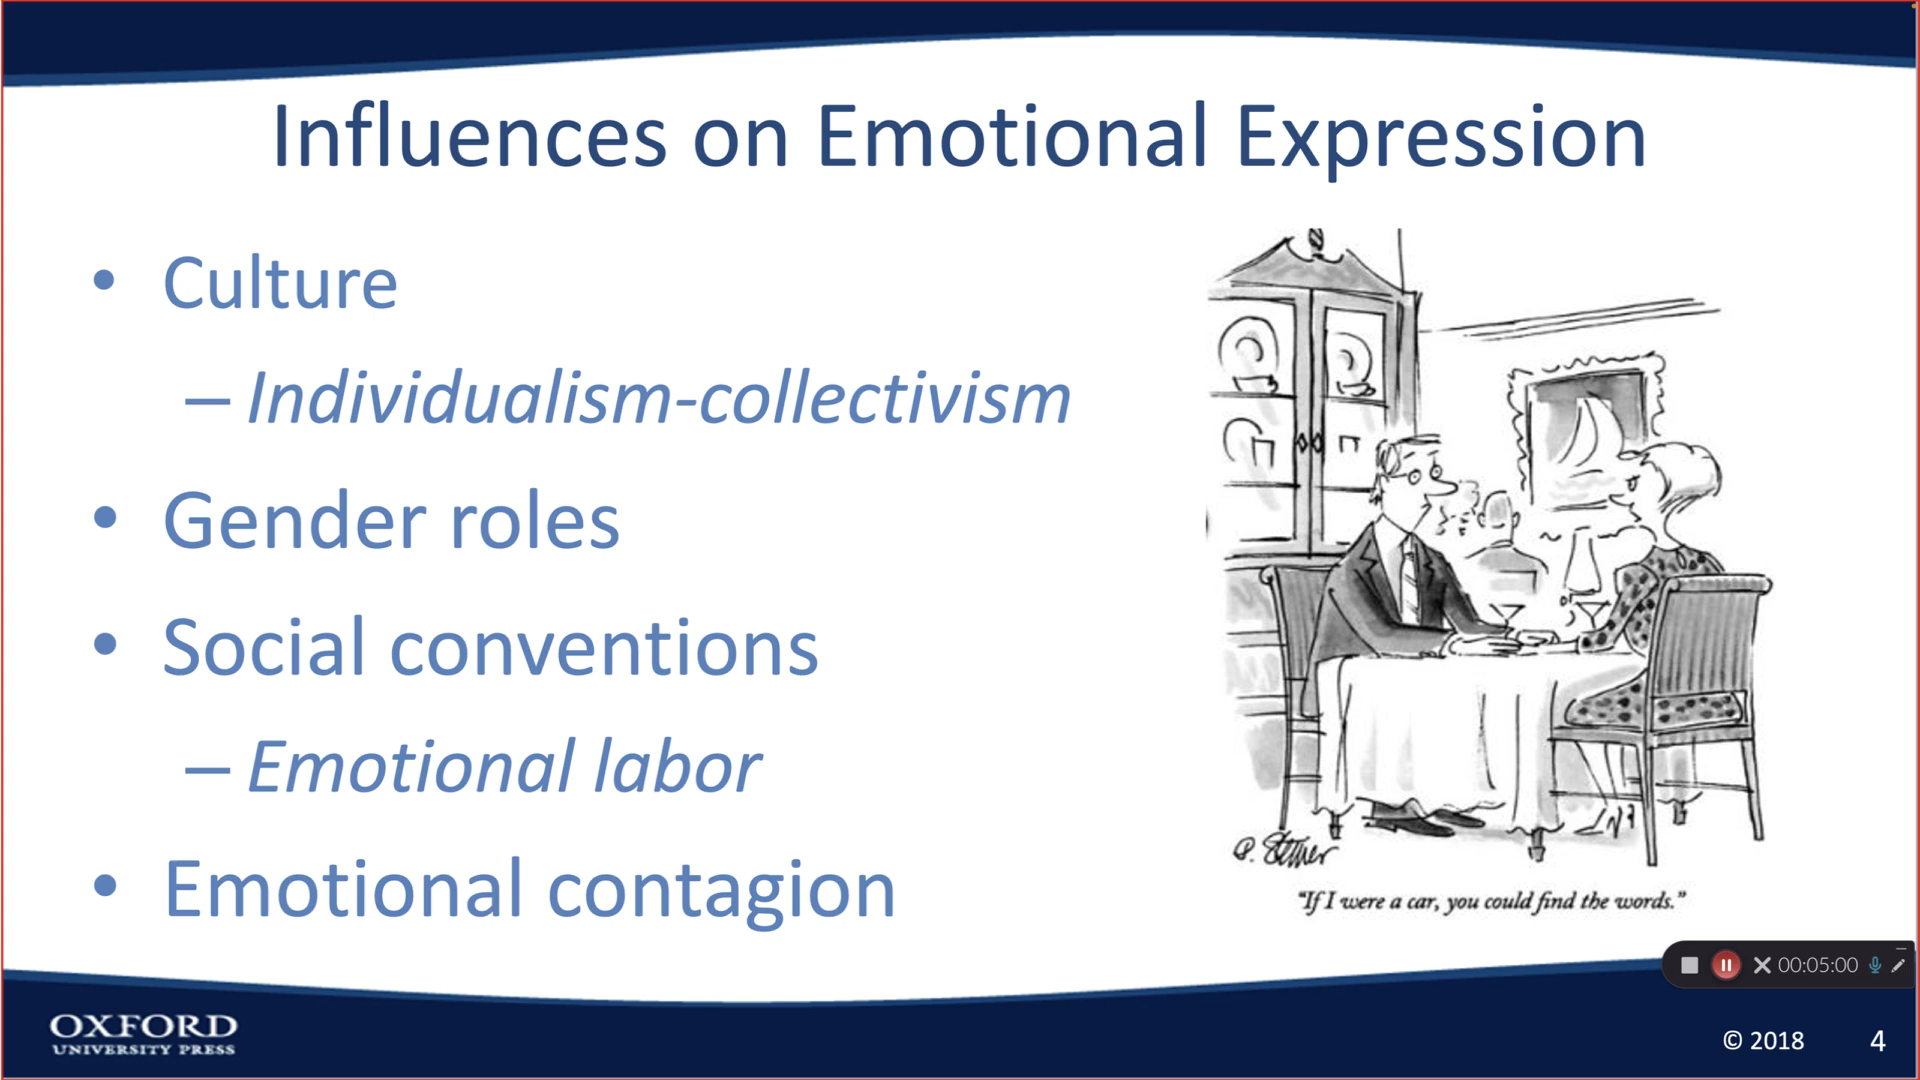 Influences on Emotional Expression
• Culture
– Individualism-collectivism
• Gender roles
• Social conventions
– Emotional labor
• Emotional contagion
P. Steiner
“If I were a car, you could find the words.”
00:05:00
OXFORD
UNIVERSITY PRESS
© 2018
4